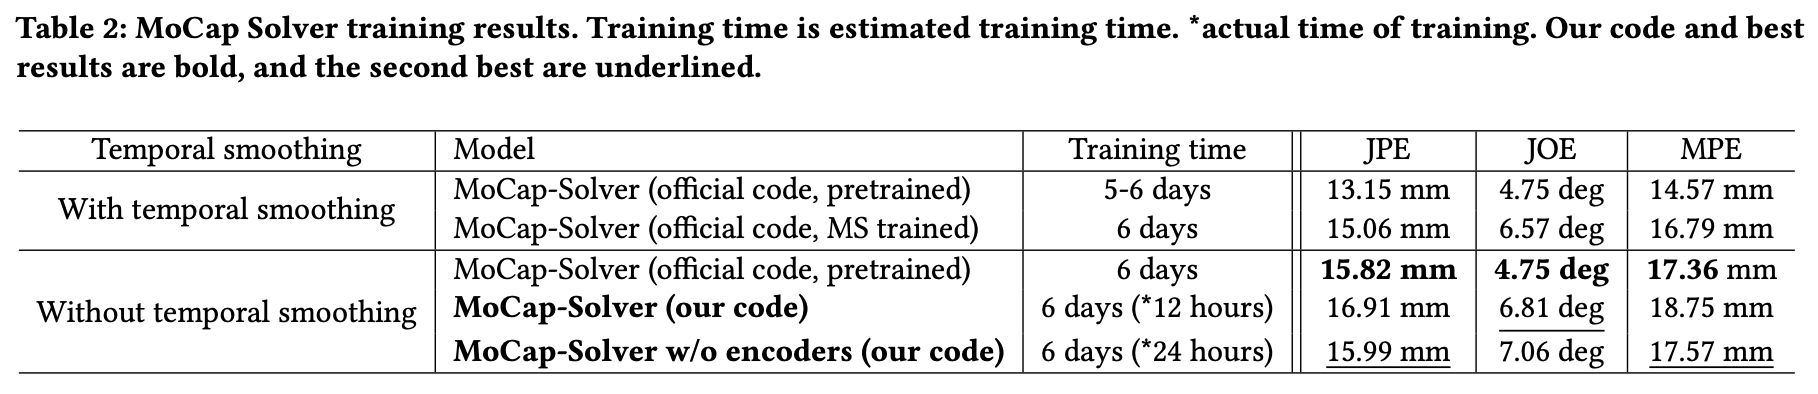 Table 2: MoCap Solver training results. Training time is estimated training time. *actual time of training. Our code and best
results are bold, and the second best are underlined.
Temporal smoothing Model Training time JPE JOE MPE
With temporal smoothing MoCap-Solver (official code, pretrained) 5-6 days 13.15 mm 4.75 deg 14.57 mm
MoCap-Solver (official code, MS trained) 6 days 15.06 mm 6.57 deg 16.79 mm
Without temporal smoothing MoCap-Solver (official code, pretrained) 6 days 15.82 mm 4.75 deg 17.36 mm
MoCap-Solver (our code) 6 days (*12 hours) 16.91 mm 6.81 deg 18.75 mm
MoCap-Solver w/o encoders (our code) 6 days (*24 hours) 15.99 mm 7.06 deg 17.57 mm